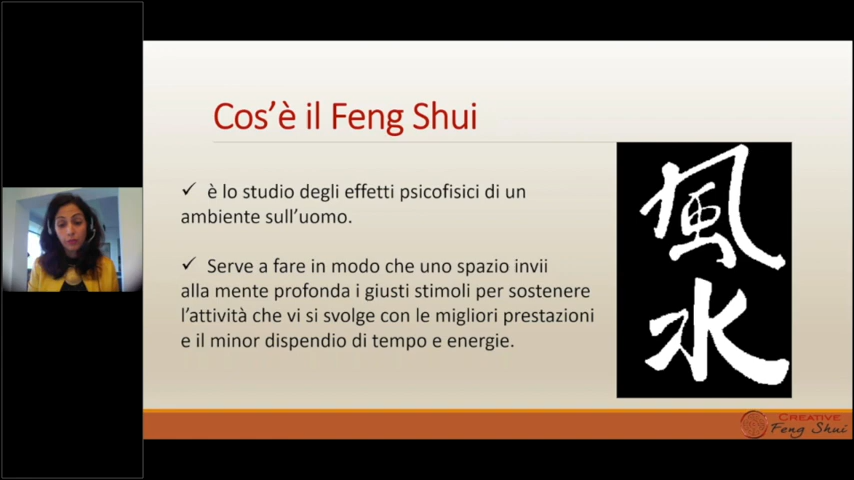 Cos'è il Feng Shui
✓ è lo studio degli effetti psicofisici di un
ambiente sull'uomo.
✓ Serve a fare in modo che uno spazio invii
alla mente profonda i giusti stimoli per sostenere
l'attività che vi si svolge con le migliori prestazioni
e il minor dispendio di tempo e energie.
風
水
CREATIVE
Feng Shui